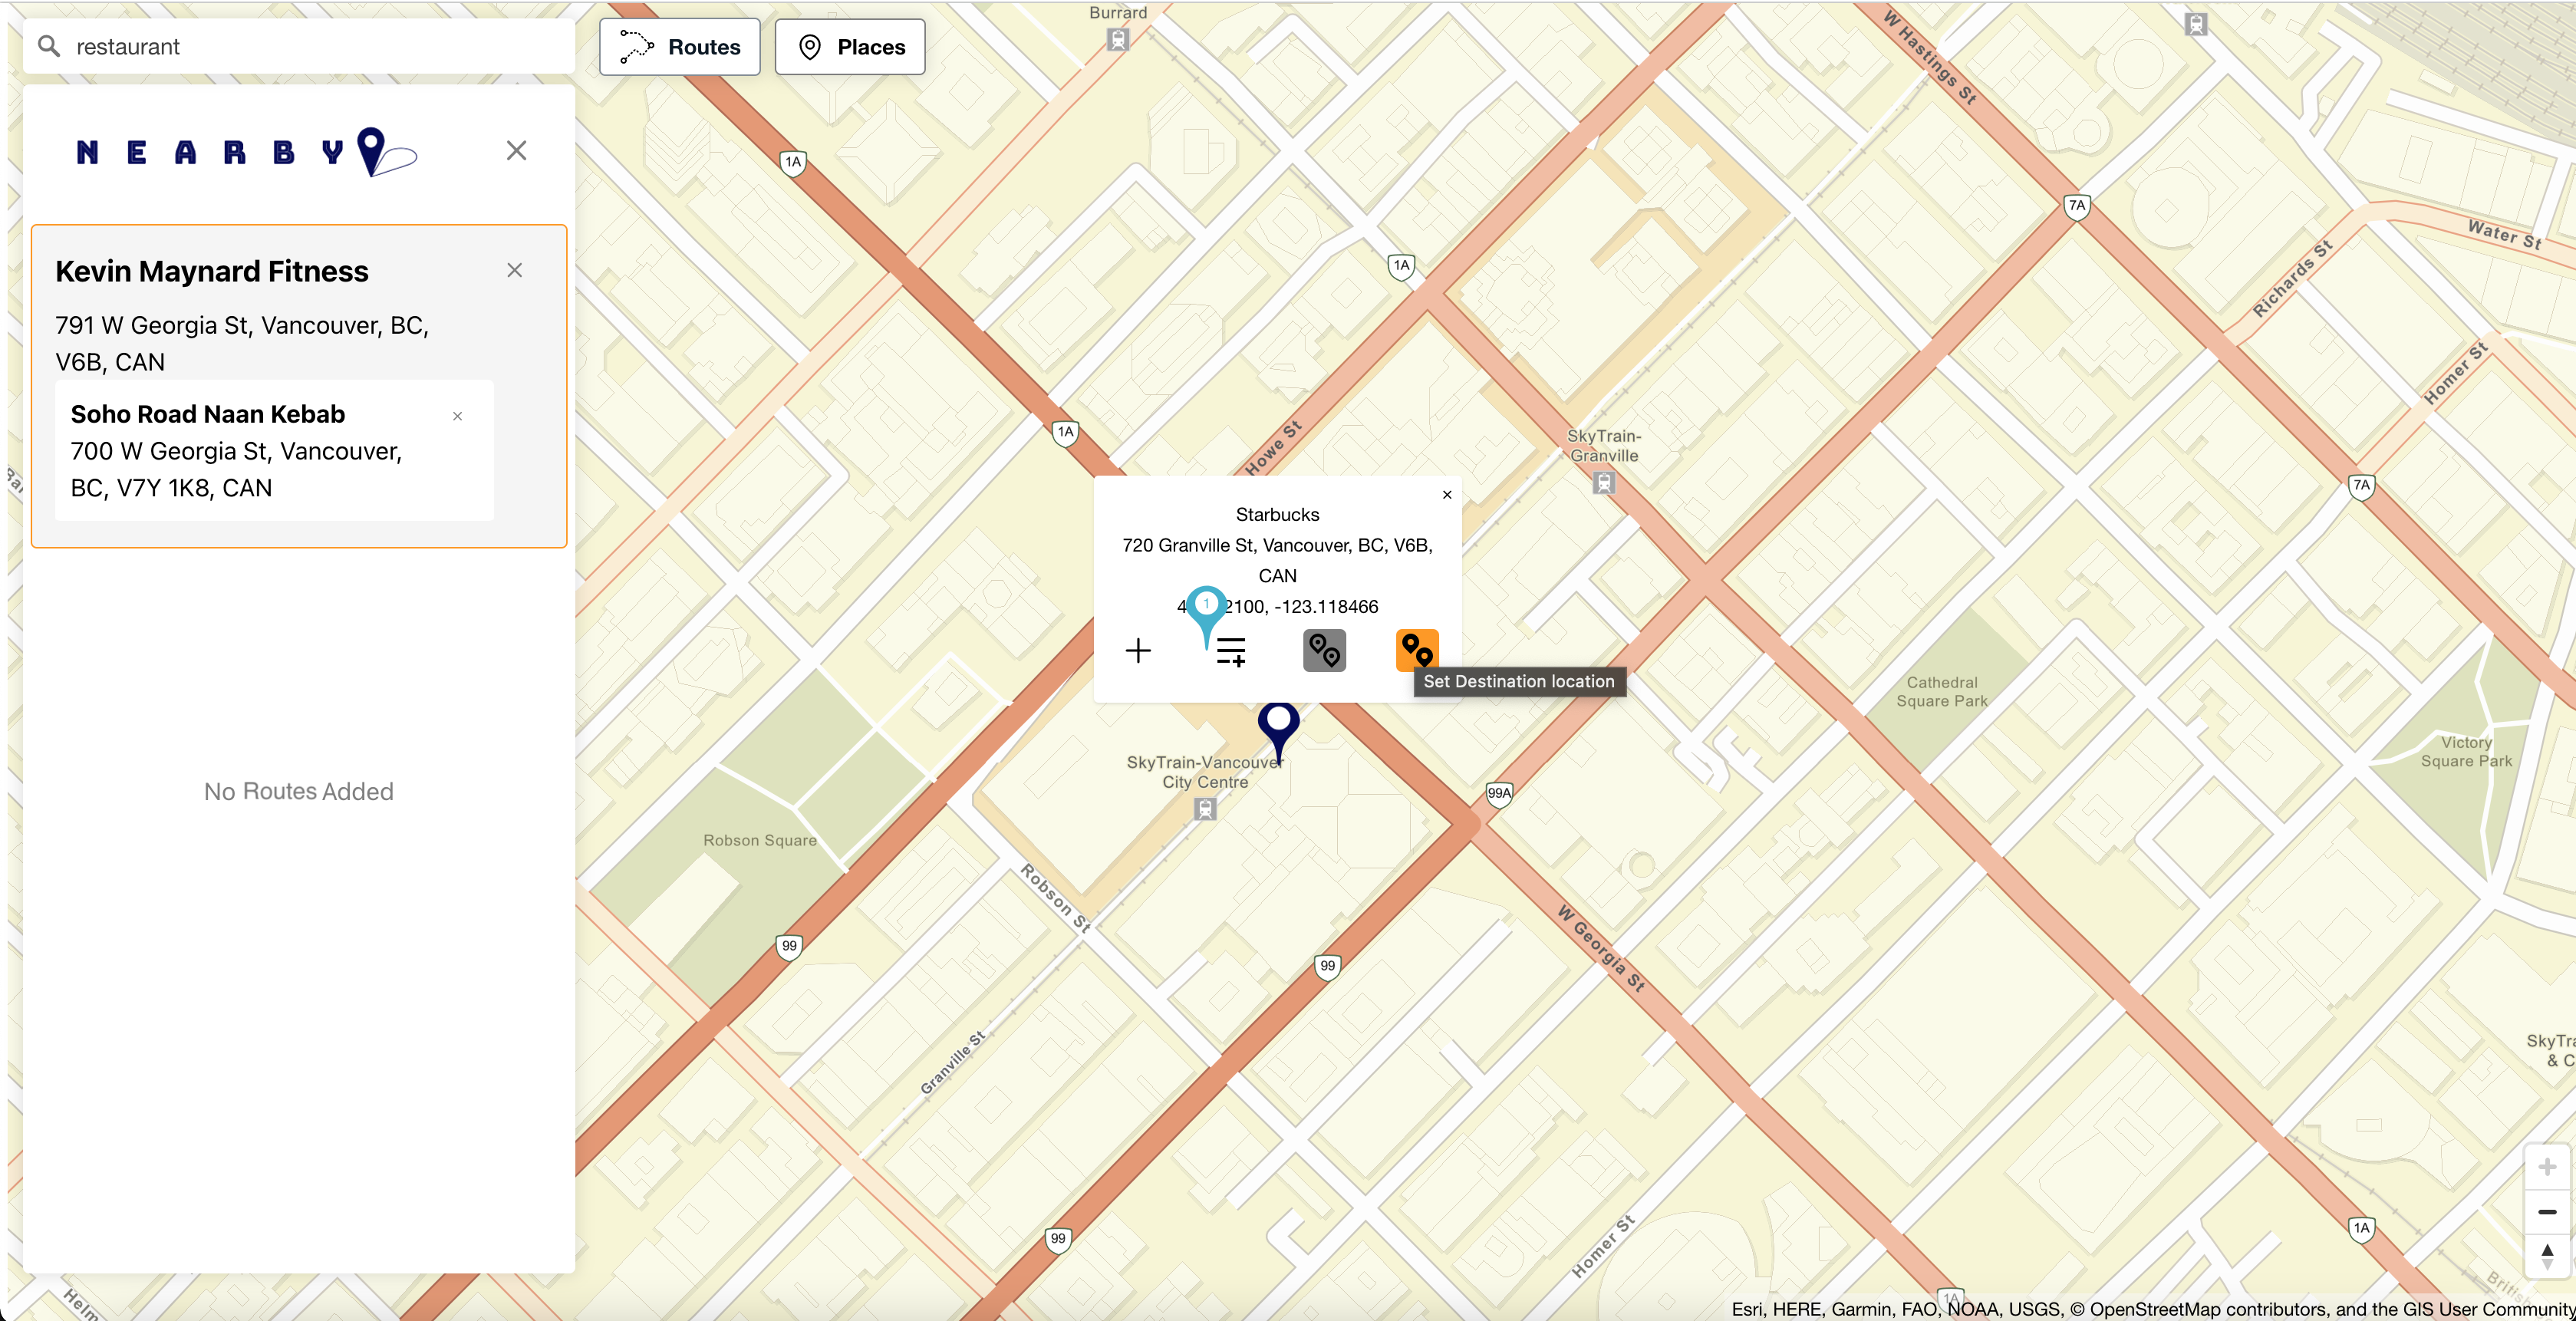 restaurant
Routes
Places
NEARBY
Kevin Maynard Fitness
791 W Georgia St, Vancouver, BC,
V6B, CAN
Soho Road Naan Kebab
700 W Georgia St, Vancouver,
BC, V7Y 1K8, CAN
No Routes Added
Burrard
W Hastings St
1A
7A
1A
Water St
Richards St
Homer St
1A
Howe St
SkyTrain-
Granville
7A
Starbucks
720 Granville St, Vancouver, BC, V6B,
CAN
2100, -123.118466
1
Set Destination location
Cathedral
Square Park
Victory
Square Park
SkyTrain-Vancouver
City Centre
99A
Robson Square
Robson St
99
99
W Georgia St
Granville St
SkyTra
& C
99
Homer St
1A
1A
Helm
Britis
Esri, HERE, Garmin, FAO, NOAA, USGS, © OpenStreetMap contributors, and the GIS User Community